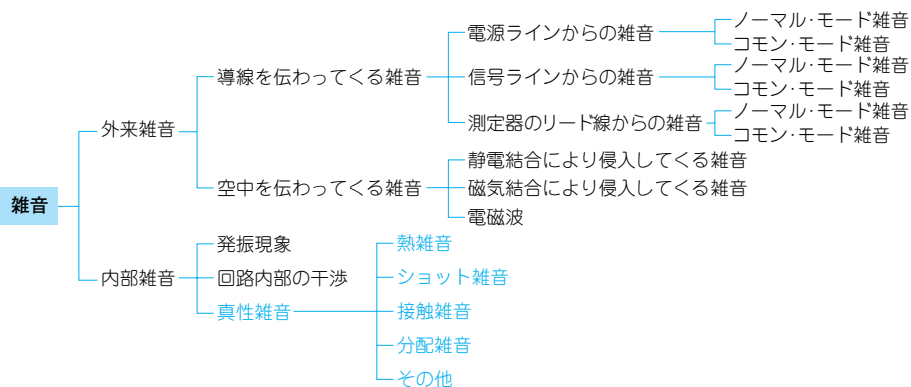 雑音
外来雑音
導線を伝わってくる雑音
電源ラインからの雑音
ノーマル・モード雑音
コモン・モード雑音
信号ラインからの雑音
ノーマル・モード雑音
コモン・モード雑音
測定器のリード線からの雑音
ノーマル・モード雑音
コモン・モード雑音
空中を伝わってくる雑音
静電結合により侵入してくる雑音
磁気結合により侵入してくる雑音
電磁波
内部雑音
発振現象
回路内部の干渉
真性雑音
熱雑音
ショット雑音
接触雑音
分配雑音
その他